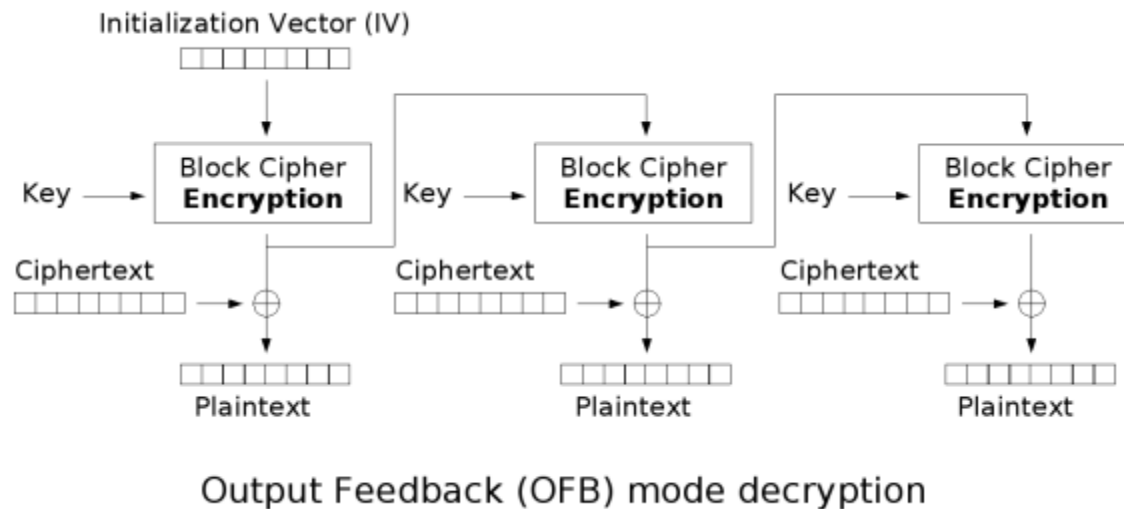 Initialization Vector (IV)
Block Cipher
Encryption
Key
Ciphertext
Plaintext
Block Cipher
Encryption
Key
Ciphertext
Plaintext
Block Cipher
Encryption
Key
Ciphertext
Plaintext
Output Feedback (OFB) mode decryption